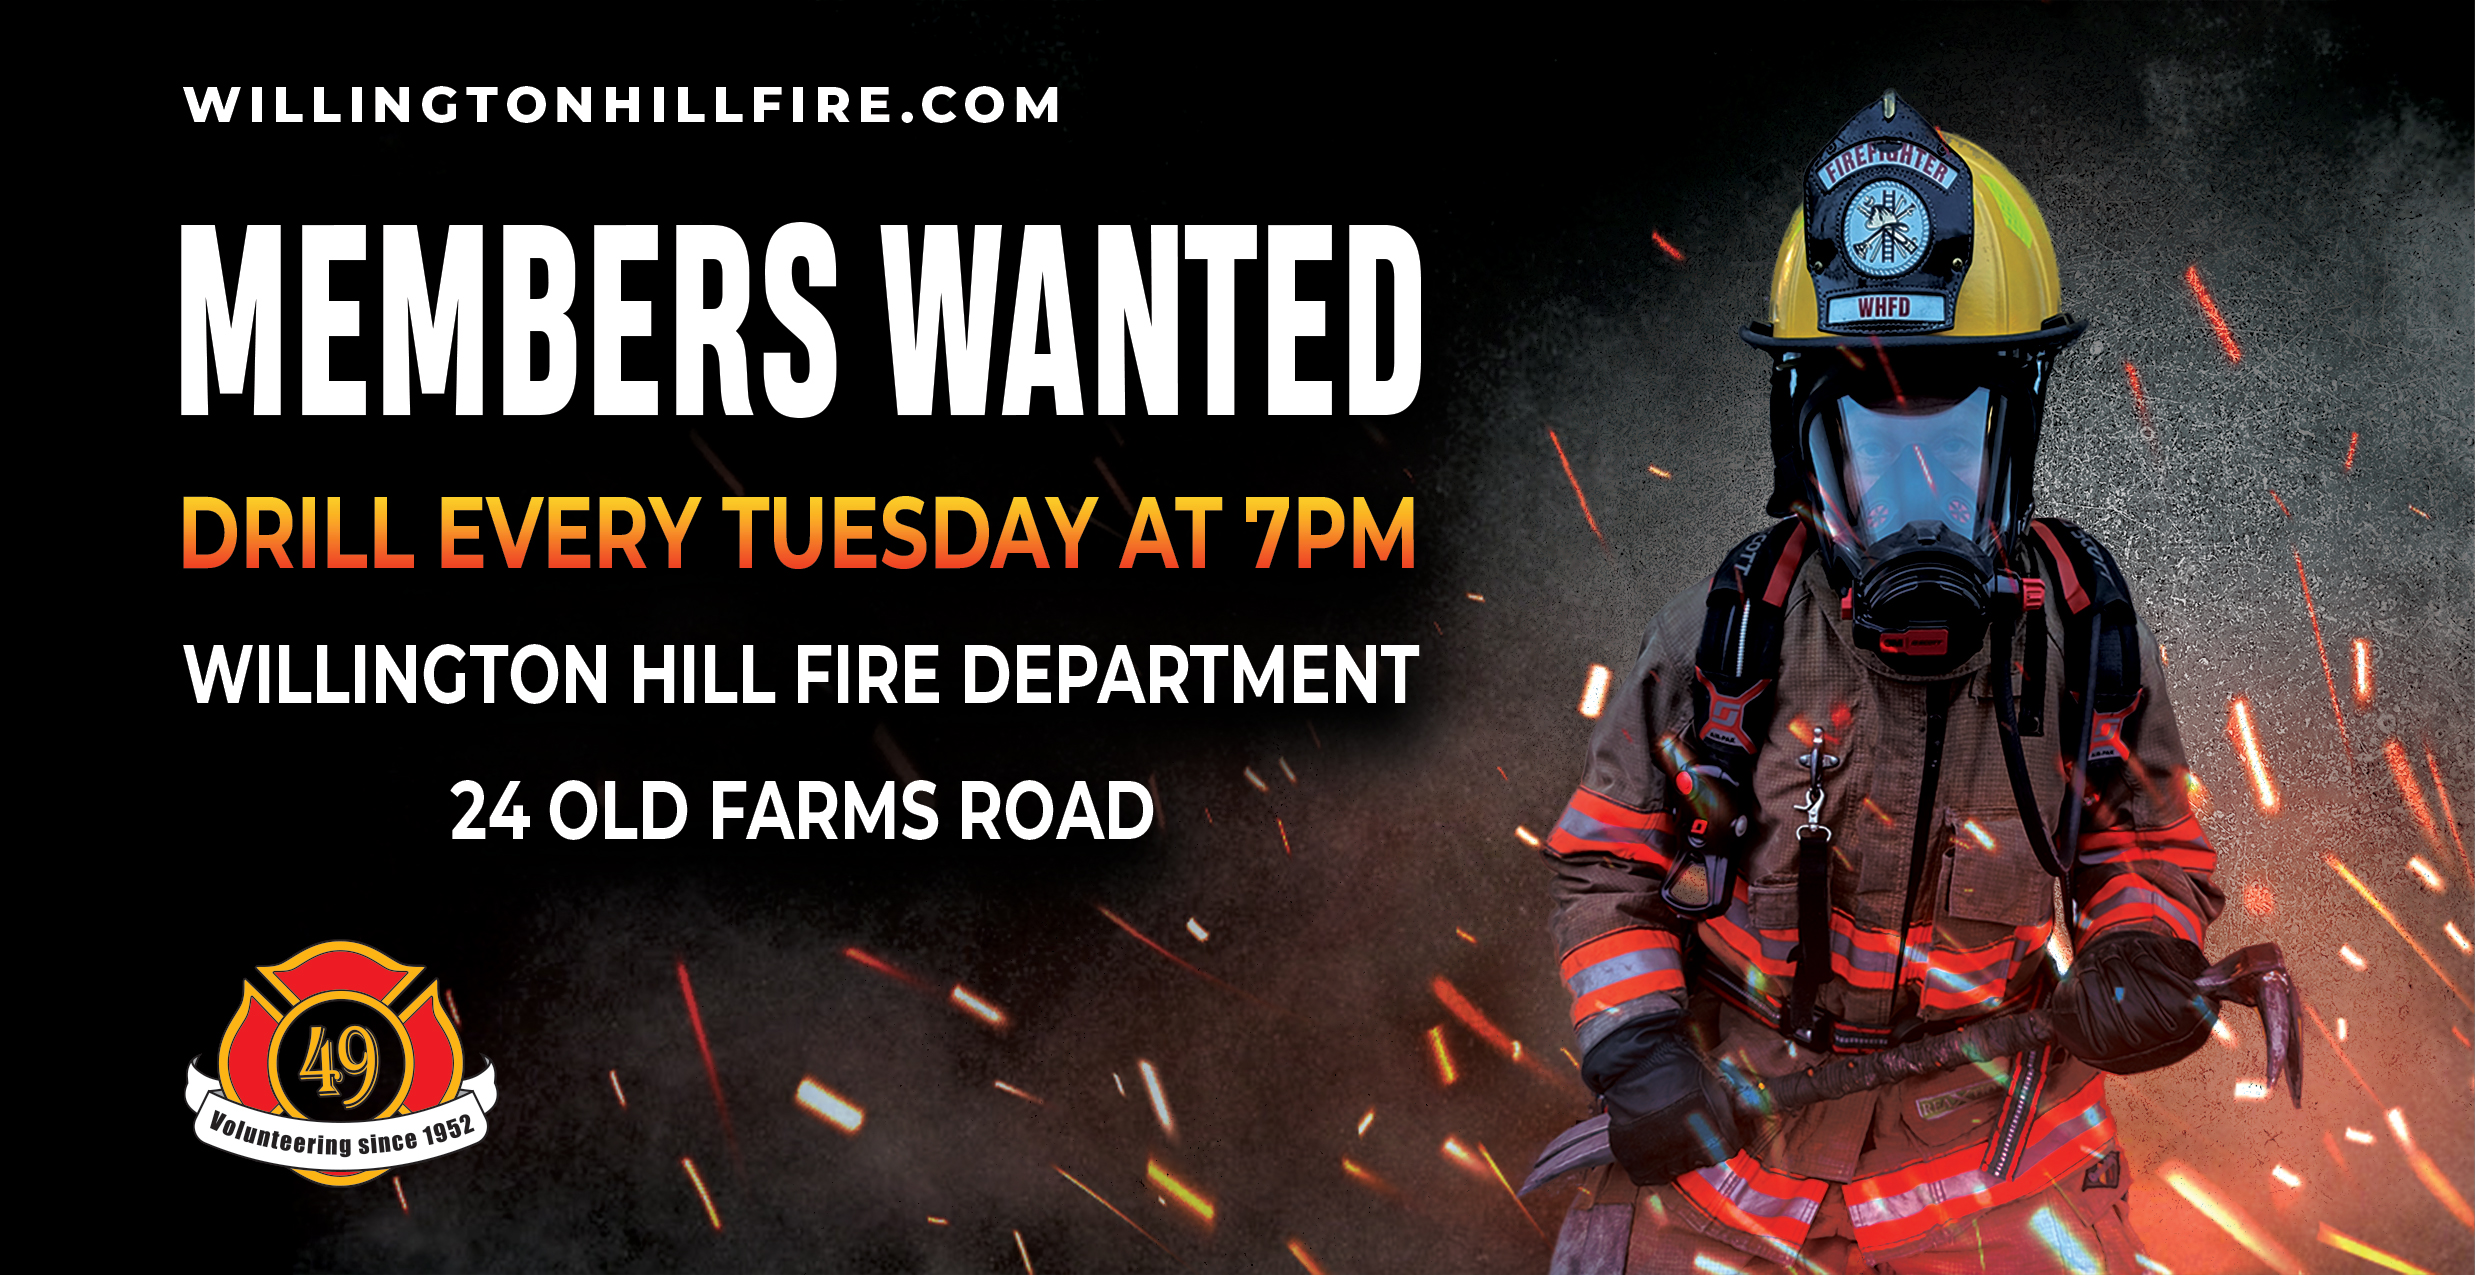 WILLINGTONHILLFIRE.COM
MEMBERS WANTED
DRILL EVERY TUESDAY AT 7PM
WILLINGTON HILL FIRE DEPARTMENT
24 OLD FARMS ROAD
49
Volunteering since 1952
FIREFIGHTER
WHFD